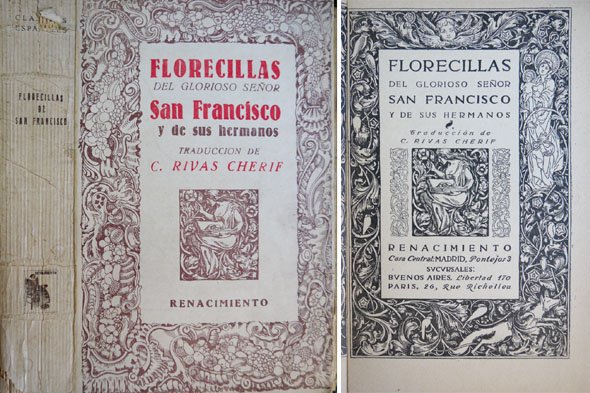 CLA
ESPA
FLORECILLAS
DE
SAN FRANCISCO
FLORECILLAS
DEL GLORIOSO SEÑOR
San Francisco
y de sus hermanos
TRADUCCION DE
C. RIVAS CHERIF
RENACIMIENTO
FLORECILLAS
DEL GLORIOSO SEÑOR
SAN FRANCISCO
Y DE SUS HERMANOS
Traducción de
C. RIVAS CHERIF
RENACIMIENTO
Casa Central: MADRID, Pontejos 3
SVCVRSALES:
BVENOS AIRES, Libertad 170
PARIS, 26, Rue Richelieu